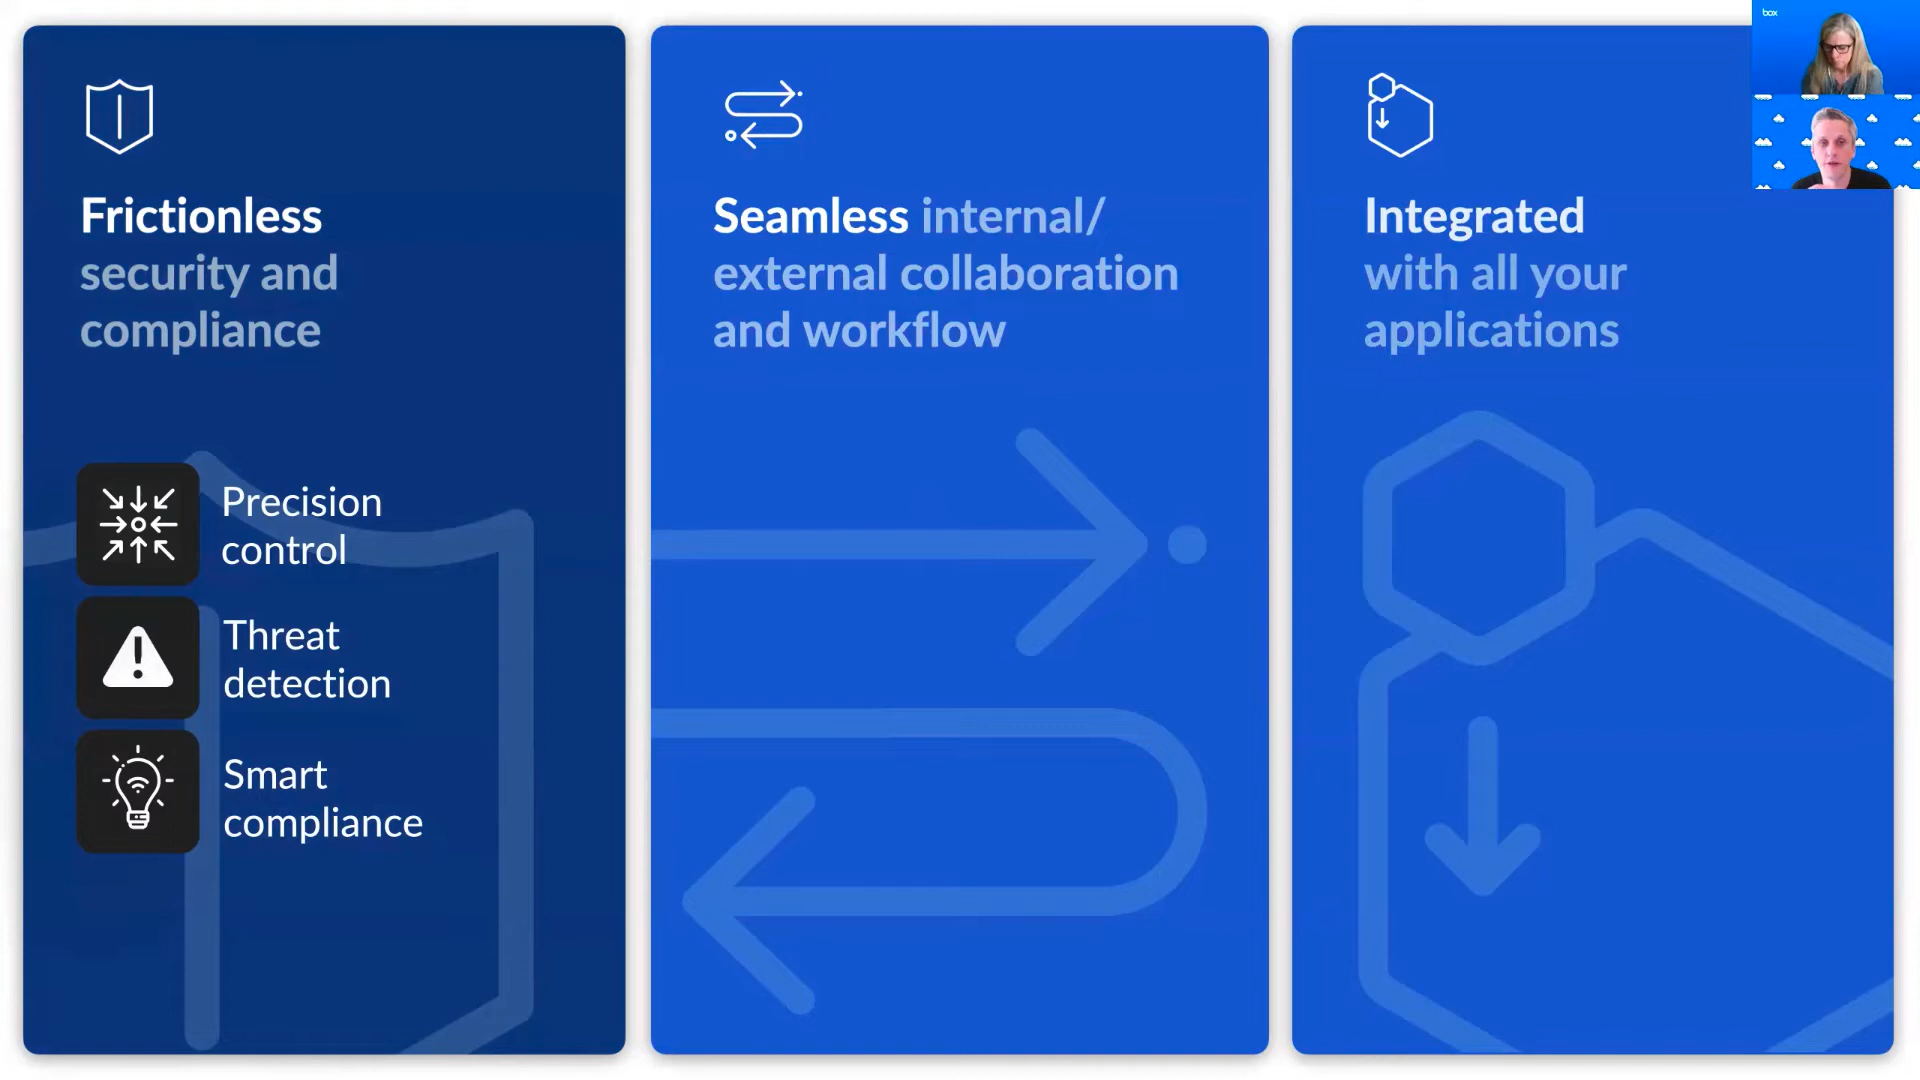 Frictionless
security and
compliance
Precision
control
Threat
detection
Smart
compliance
Seamless internal/
external collaboration
and workflow
Integrated
with all your
applications
box